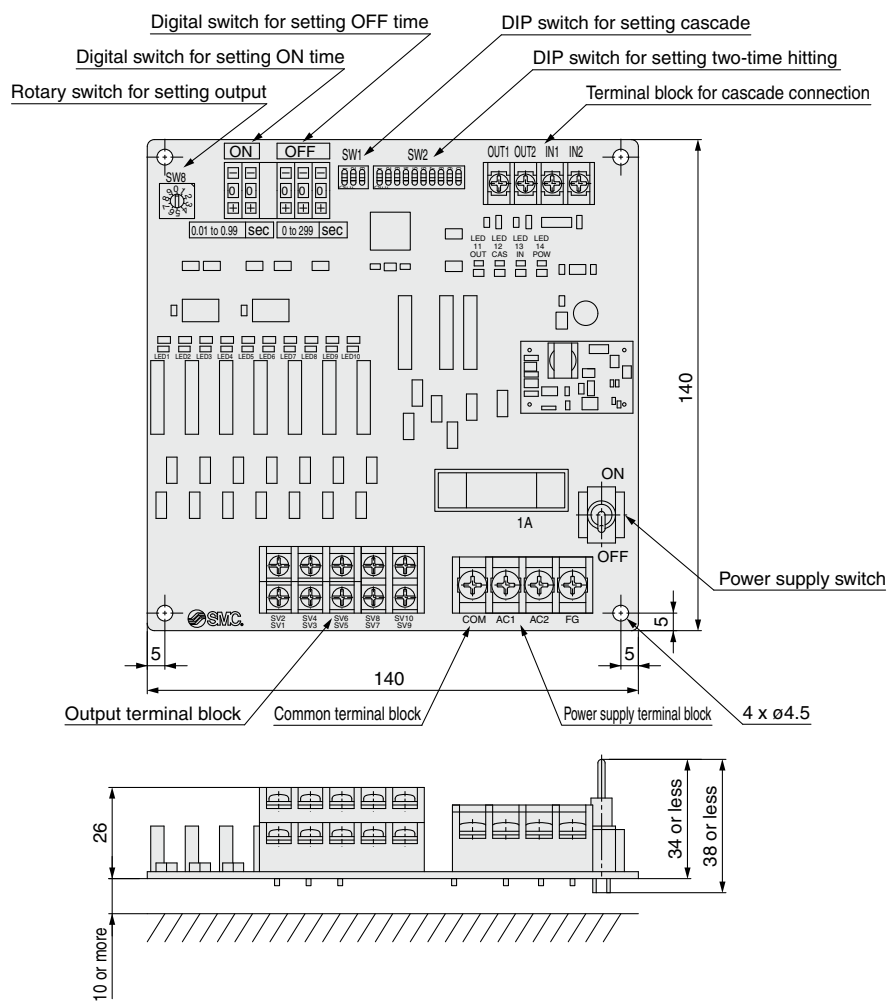 Digital switch for setting OFF time
DIP switch for setting cascade
Digital switch for setting ON time
DIP switch for setting two-time hitting
Rotary switch for setting output
Terminal block for cascade connection
ON
OFF
SW1
SW2
OUT1 OUT2 IN1 IN2
SW8
0 0 0 0 0
0.01 to 0.99 sec
0 to 299 sec
LED 11 OUT
LED 12 CAS
LED 13 IN
LED 14 POW
LED1 LED2 LED3 LED4 LED5 LED6 LED7 LED8 LED9 LED10
140
ON
1A
OFF
Power supply switch
SMC.
SV2 SV4 SV6 SV8 SV10
SV1 SV3 SV5 SV7 SV9
COM AC1 AC2 FG
5
5
5
140
Output terminal block
Common terminal block
Power supply terminal block
4 x ø4.5
26
34 or less
38 or less
10 or more